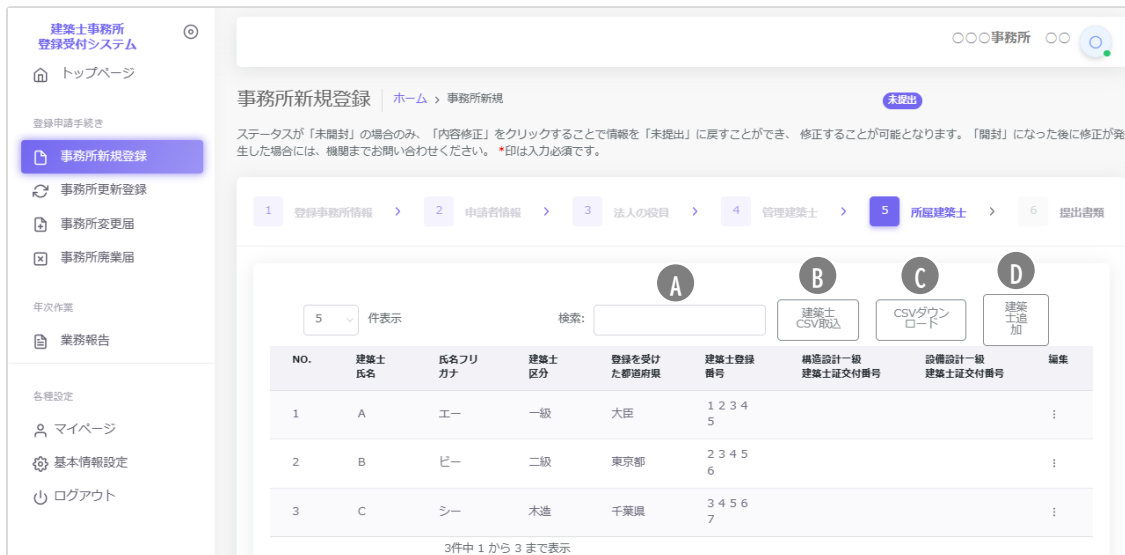 建築士事務所
登録受付システム
トップページ
登録申請手続き
事務所新規登録
事務所更新登録
事務所変更届
事務所廃業届
年次作業
業務報告
各種設定
マイページ
基本情報設定
ログアウト
○○○事務所 ○○ ○
事務所新規登録 ホーム > 事務所新規 未提出
ステータスが「未開封」の場合のみ、「内容修正」をクリックすることで情報を「未提出」に戻すことができ、 修正することが可能となります。「開封」になった後に修正が発
生した場合には、機関までお問い合わせください。 *印は入力必須です。
1 登録事務所情報 > 2 申請者情報 > 3 法人の役員 > 4 管理建築士 > 5 所属建築士 > 6 提出書類
A B C D
5 件表示 検索: 建築士
CSV取込 CSVダウン
ロード 建築
士追
加
NO. 建築士
氏名 氏名フリ
ガナ 建築士
区分 登録を受け
た都道府県 建築士登録
番号 構造設計一級
建築士証交付番号 設備設計一級
建築士証交付番号 編集
1 A エー 一級 大臣 1 2 3 4
5
2 B ビー 二級 東京都 2 3 4 5
6
3 C シー 木造 千葉県 3 4 5 6
7
3件中 1 から 3 まで表示